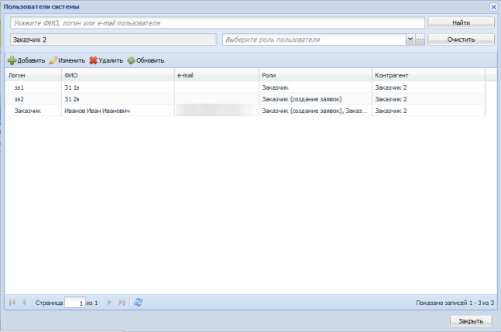 Пользователи системы
Укажите ФИО, логин или e-mail пользователя Найти
Заказчик 2 Выберите роль пользователя Очистить
Добавить Изменить Удалить Обновить
Логин ФИО e-mail Роли Контрагент
зз1 31 1з Заказчик Заказчик 2
зз2 31 2з Заказчик (создание заявок) Заказчик 2
Заказчик Иванов Иван Иванович Заказчик (создание заявок), Заказ... Заказчик 2
Страница 1 из 1 Показано записей 1 - 3 из 3
Закрыть